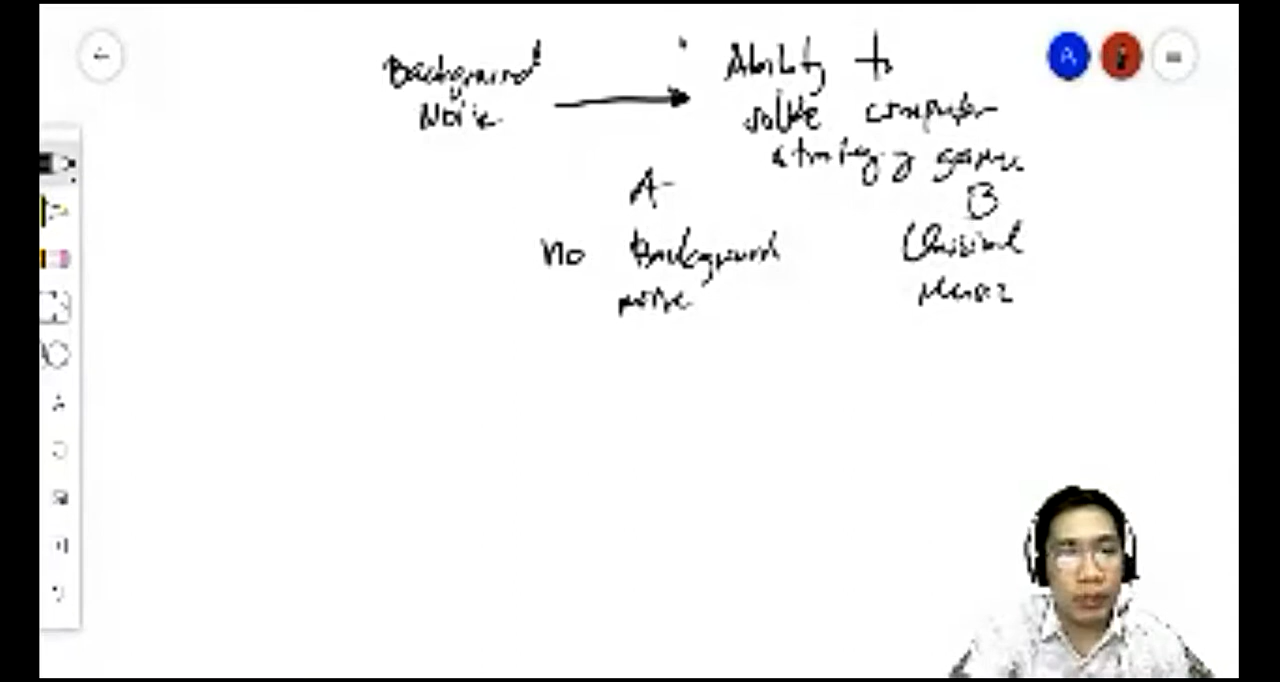 Background
Noise
Ability to
solve computer
strategy game
A
B
no Background
noise
Classical
Music